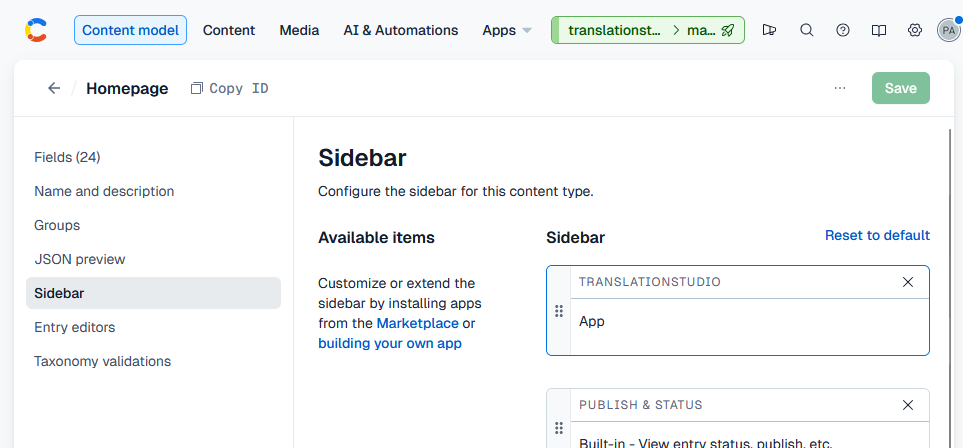 Content model Content Media AI & Automations Apps translationst... > ma... PA
Homepage Copy ID ... Save
Fields (24)
Name and description
Groups
JSON preview
Sidebar
Entry editors
Taxonomy validations
Sidebar
Configure the sidebar for this content type.
Available items
Customize or extend the
sidebar by installing apps
from the Marketplace or
building your own app
Sidebar Reset to default
TRANSLATIONSTUDIO
App
PUBLISH & STATUS
Built-in - View entry status, publish, etc.